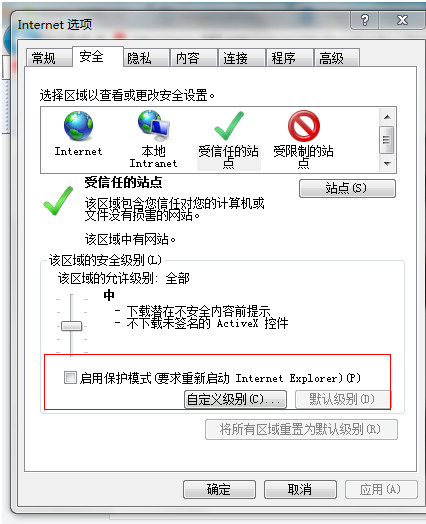 Internet 选项
常规 安全 隐私 内容 连接 程序 高级
选择区域以查看或更改安全设置。
Internet 本地 受信任的站 受限制的站
Intranet 点 点
受信任的站点 站点(S)
该区域包含您信任对您的计算机或
文件没有损害的网站。
该区域中有网站。
该区域的安全级别(L)
该区域的允许级别: 全部
中
- 下载潜在不安全内容前提示
- 不下载未签名的 ActiveX 控件
启用保护模式(要求重新启动 Internet Explorer)(P)
自定义级别(C)... 默认级别(D)
将所有区域重置为默认级别(R)
确定 取消 应用(A)